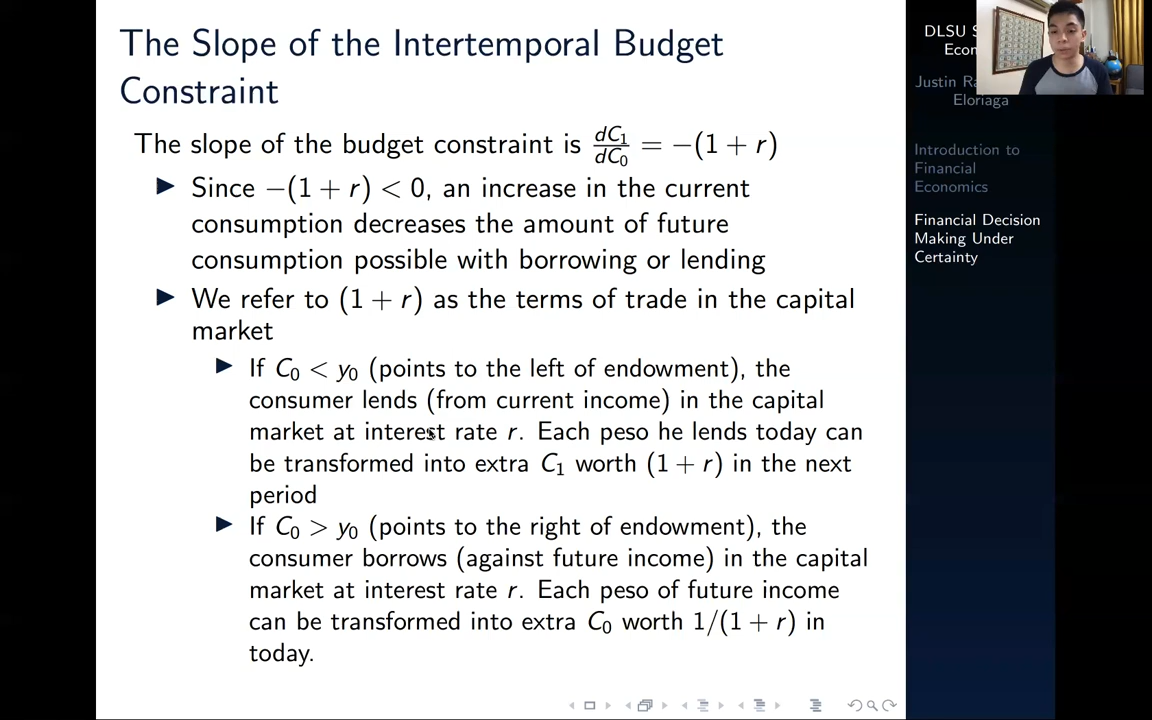 The Slope of the Intertemporal Budget
Constraint
The slope of the budget constraint is dC₁/dC₀ = −(1 + r)
▶ Since −(1 + r) < 0, an increase in the current
consumption decreases the amount of future
consumption possible with borrowing or lending
▶ We refer to (1 + r) as the terms of trade in the capital
market
▶ If C₀ < y₀ (points to the left of endowment), the
consumer lends (from current income) in the capital
market at interest rate r. Each peso he lends today can
be transformed into extra C₁ worth (1 + r) in the next
period
▶ If C₀ > y₀ (points to the right of endowment), the
consumer borrows (against future income) in the capital
market at interest rate r. Each peso of future income
can be transformed into extra C₀ worth 1/(1 + r) in
today.
DLSU
Justin
Eloriaga
Introduction to
Financial
Economics
Financial Decision
Making Under
Certainty